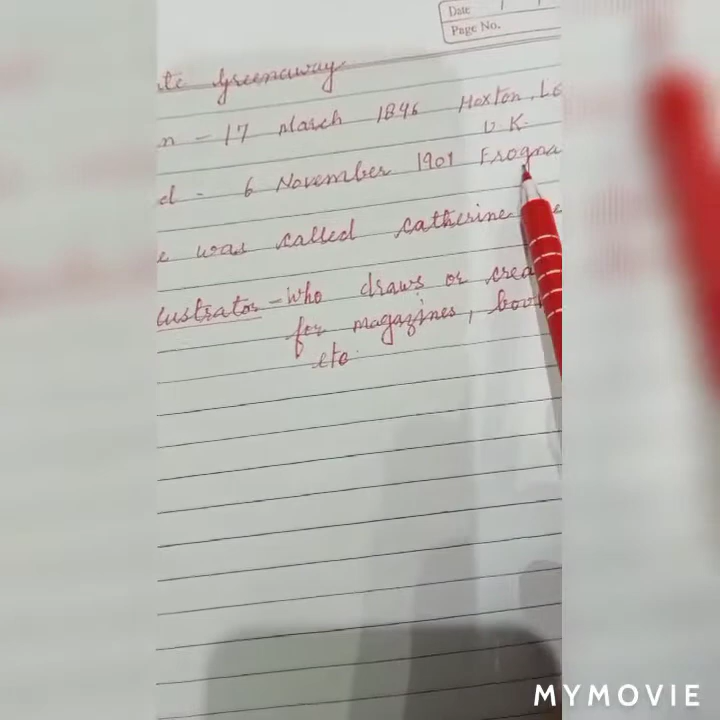 Date / /
Page No.
te Greenaway
n - 17 March 1846 Hoxton, Lo
U.K.
d - 6 November 1901 Frogna
e was called Catherine
lustrator - who draws or crea
for magazines, boo
etc.
MYMOVIE